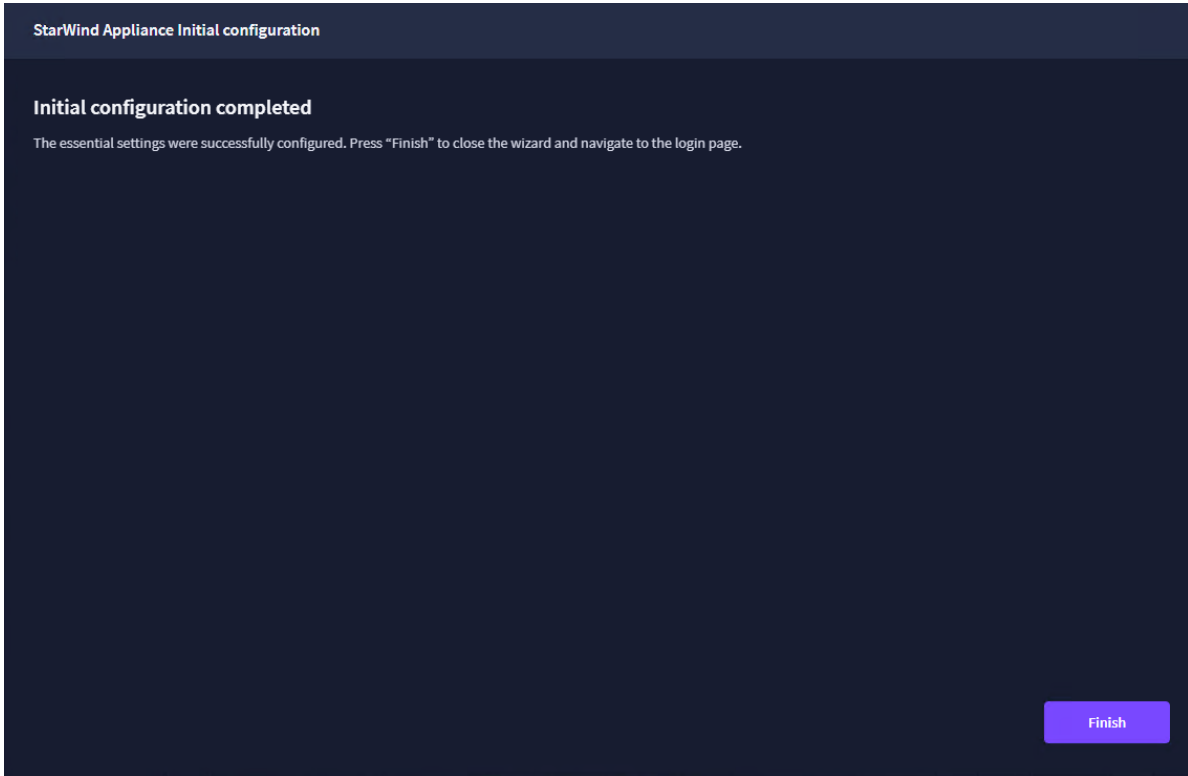 StarWind Appliance Initial configuration
Initial configuration completed
The essential settings were successfully configured. Press “Finish” to close the wizard and navigate to the login page.
Finish